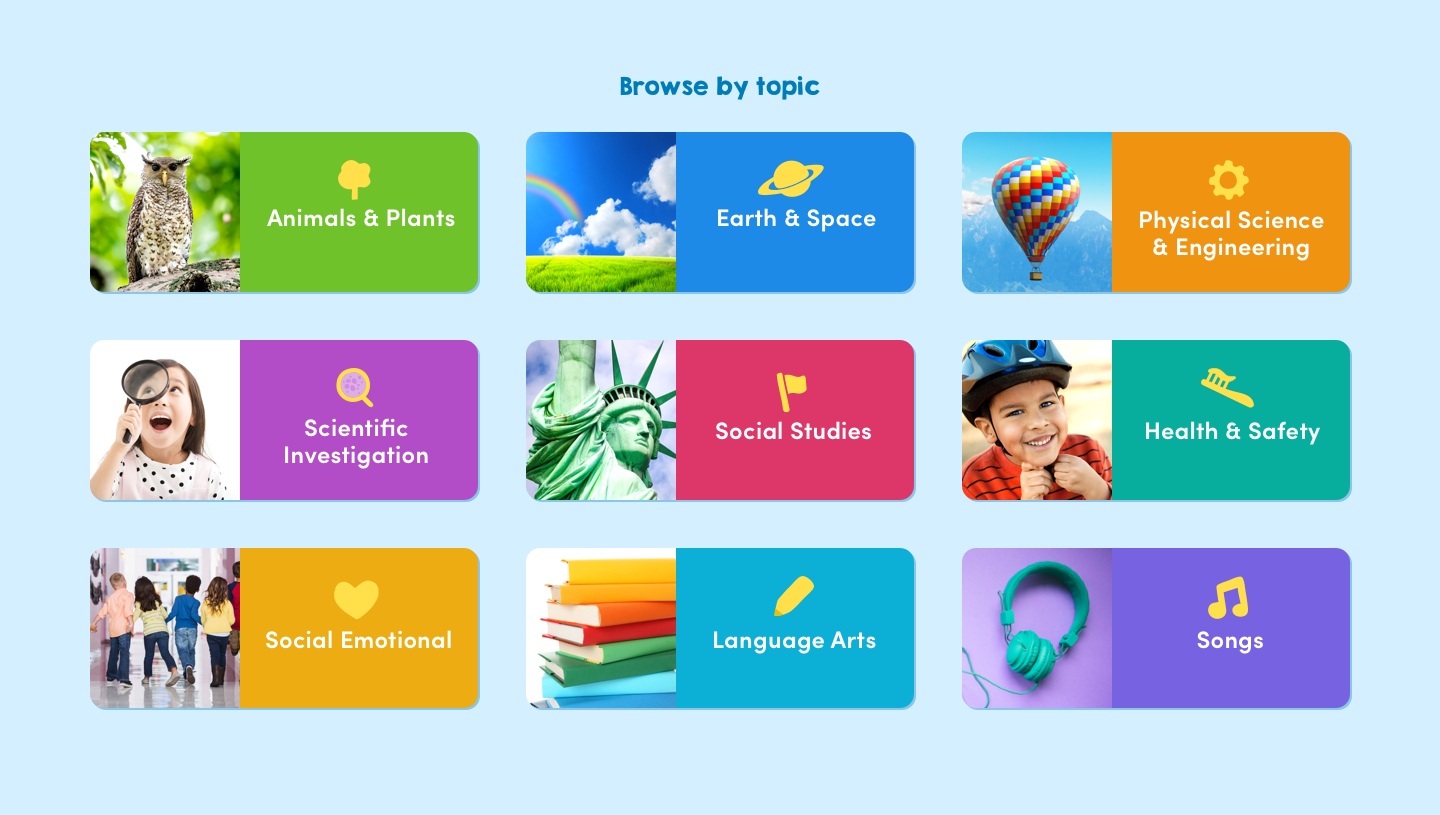 Browse by topic
Animals & Plants
Earth & Space
Physical Science
& Engineering
Scientific
Investigation
Social Studies
Health & Safety
Social Emotional
Language Arts
Songs